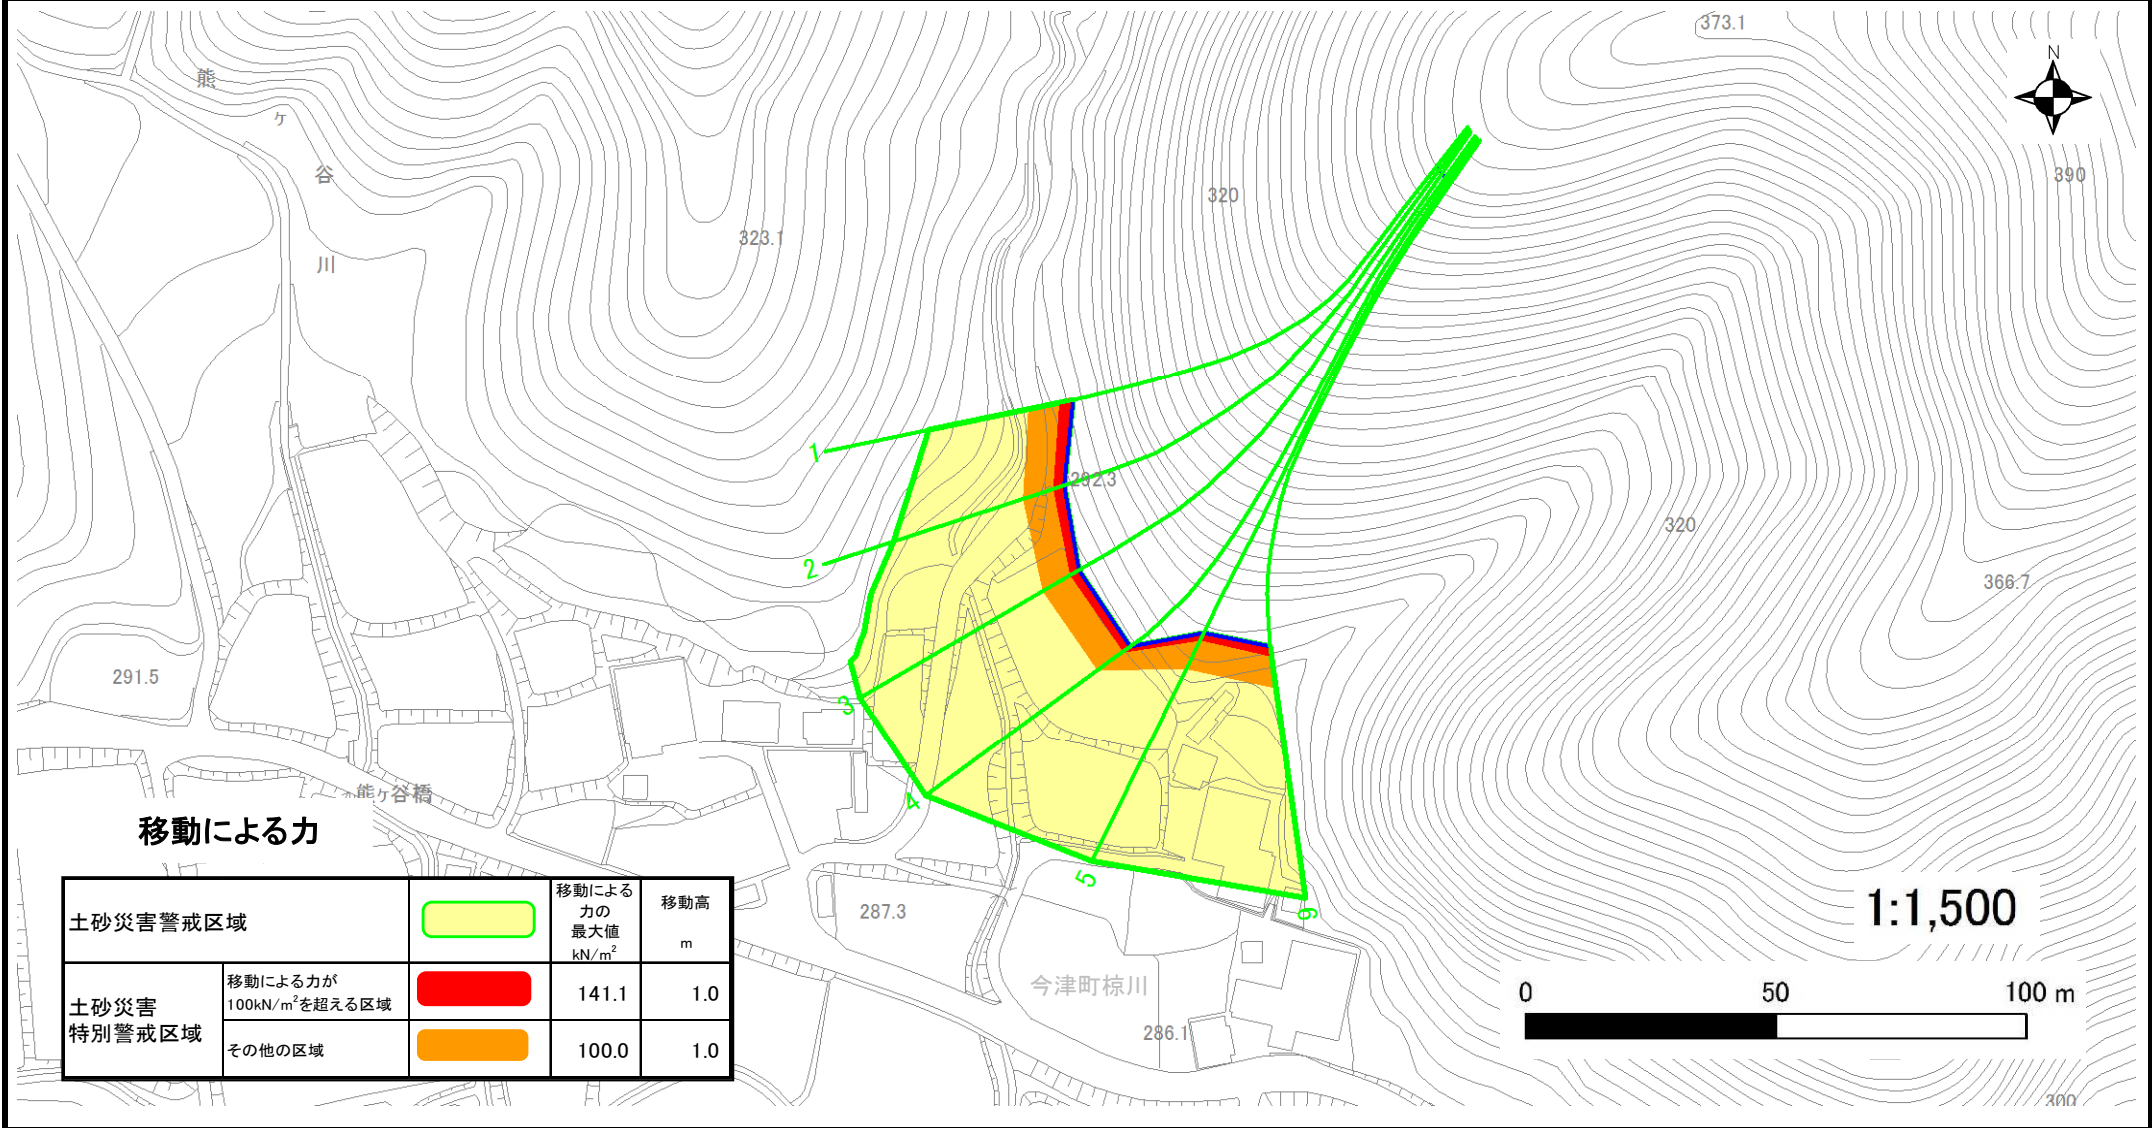 373.1
N
熊
ヶ
谷
川
390
320
323.1
1
292.3
2
320
366.7
291.5
3
熊ヶ谷橋
4
5
6
287.3
今津町椋川
286.1
300
1:1,500
0 50 100 m
移動による力
土砂災害警戒区域
移動による
力の
最大値
kN/m²
移動高
m
土砂災害
特別警戒区域
移動による力が
100kN/m²を超える区域
141.1 1.0
その他の区域
100.0 1.0